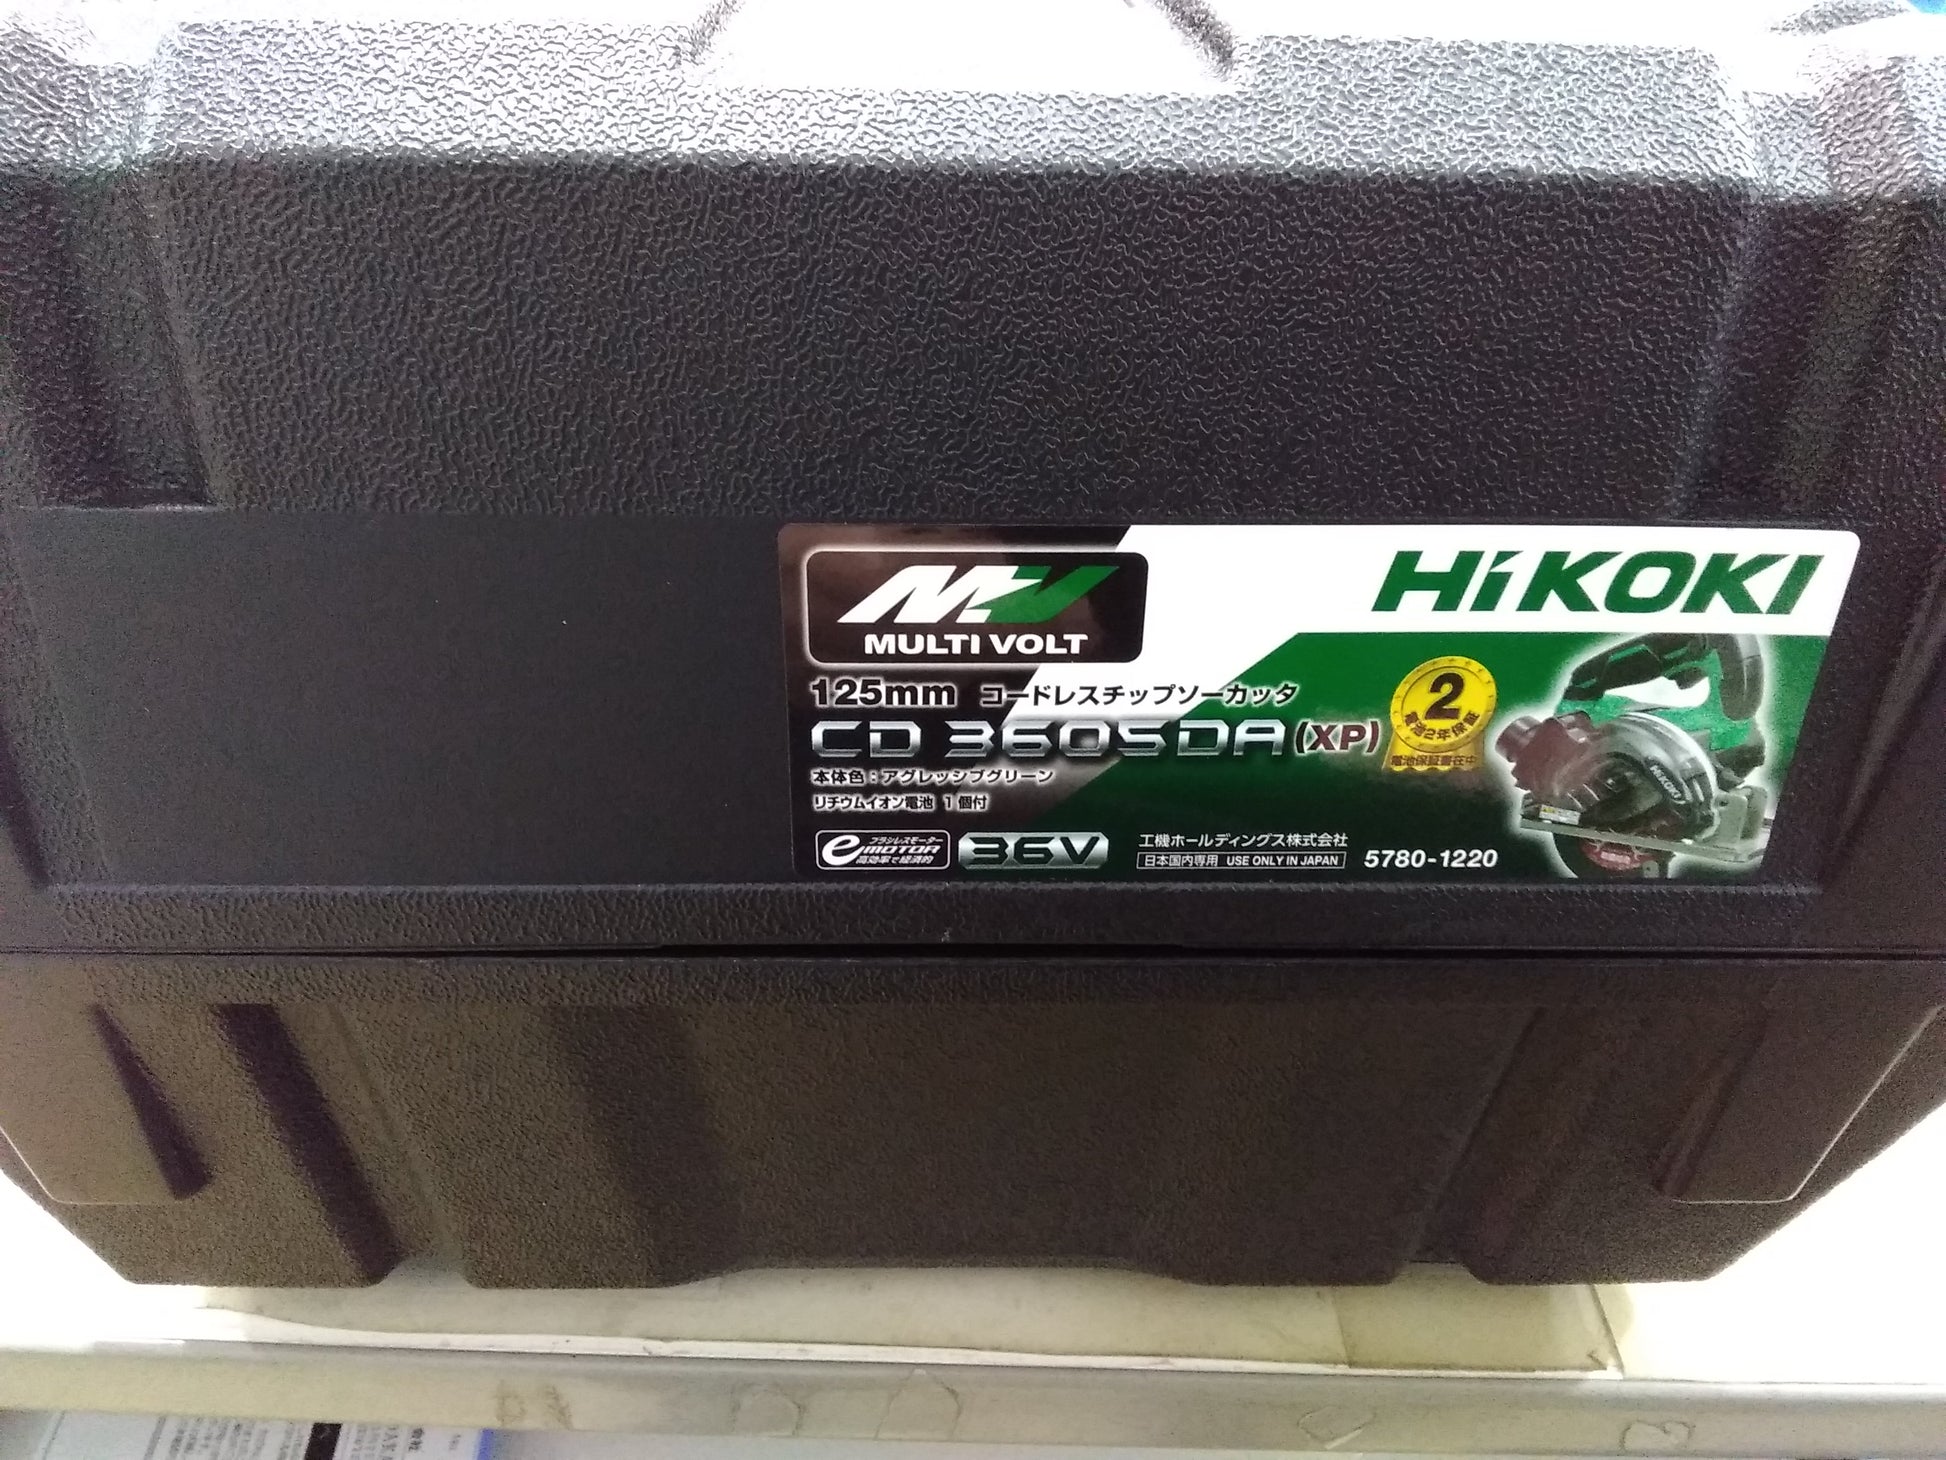 HiKOKI
MV
MULTI VOLT
125mm コードレスチップソーカッタ
CD 3605DA (XP)
2
電池2年保証
電池保証書在中
本体色：アグレッシブグリーン
リチウムイオン電池 1個付
ブラシレスモーター
e MOTOR
高効率で経済的
36V
工機ホールディングス株式会社
日本国内専用 USE ONLY IN JAPAN
5780-1220
HiKOKI